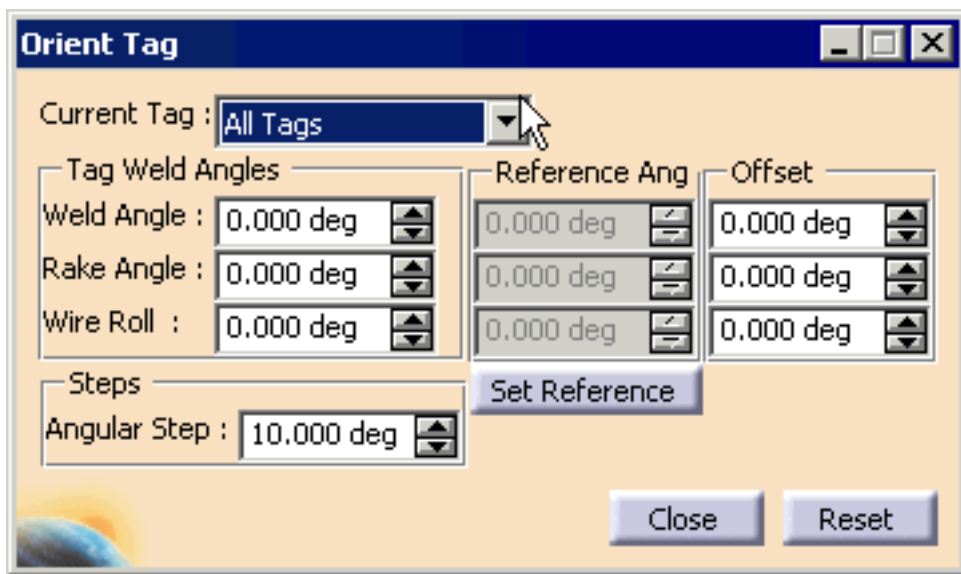 Orient Tag
Current Tag : All Tags
Tag Weld Angles Reference Ang Offset
Weld Angle : 0.000 deg 0.000 deg 0.000 deg
Rake Angle : 0.000 deg 0.000 deg 0.000 deg
Wire Roll : 0.000 deg 0.000 deg 0.000 deg
Steps Set Reference
Angular Step : 10.000 deg
Close Reset